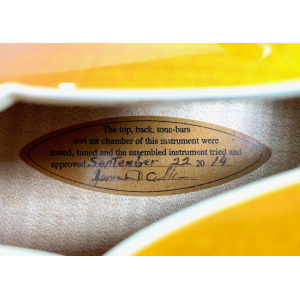 The top, back, tone-bars
and air chamber of this instrument were
tested, tuned and the assembled instrument tried and
approved September 22 20 14